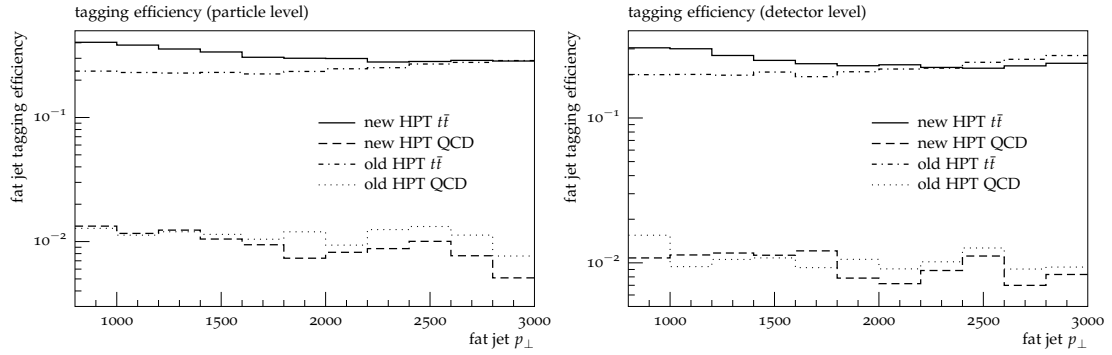 tagging efficiency (particle level)
fat jet tagging efficiency
10⁻¹
10⁻²
new HPT tt̄
new HPT QCD
old HPT tt̄
old HPT QCD
1000 1500 2000 2500 3000
fat jet p⊥
tagging efficiency (detector level)
fat jet tagging efficiency
10⁻¹
10⁻²
new HPT tt̄
new HPT QCD
old HPT tt̄
old HPT QCD
1000 1500 2000 2500 3000
fat jet p⊥